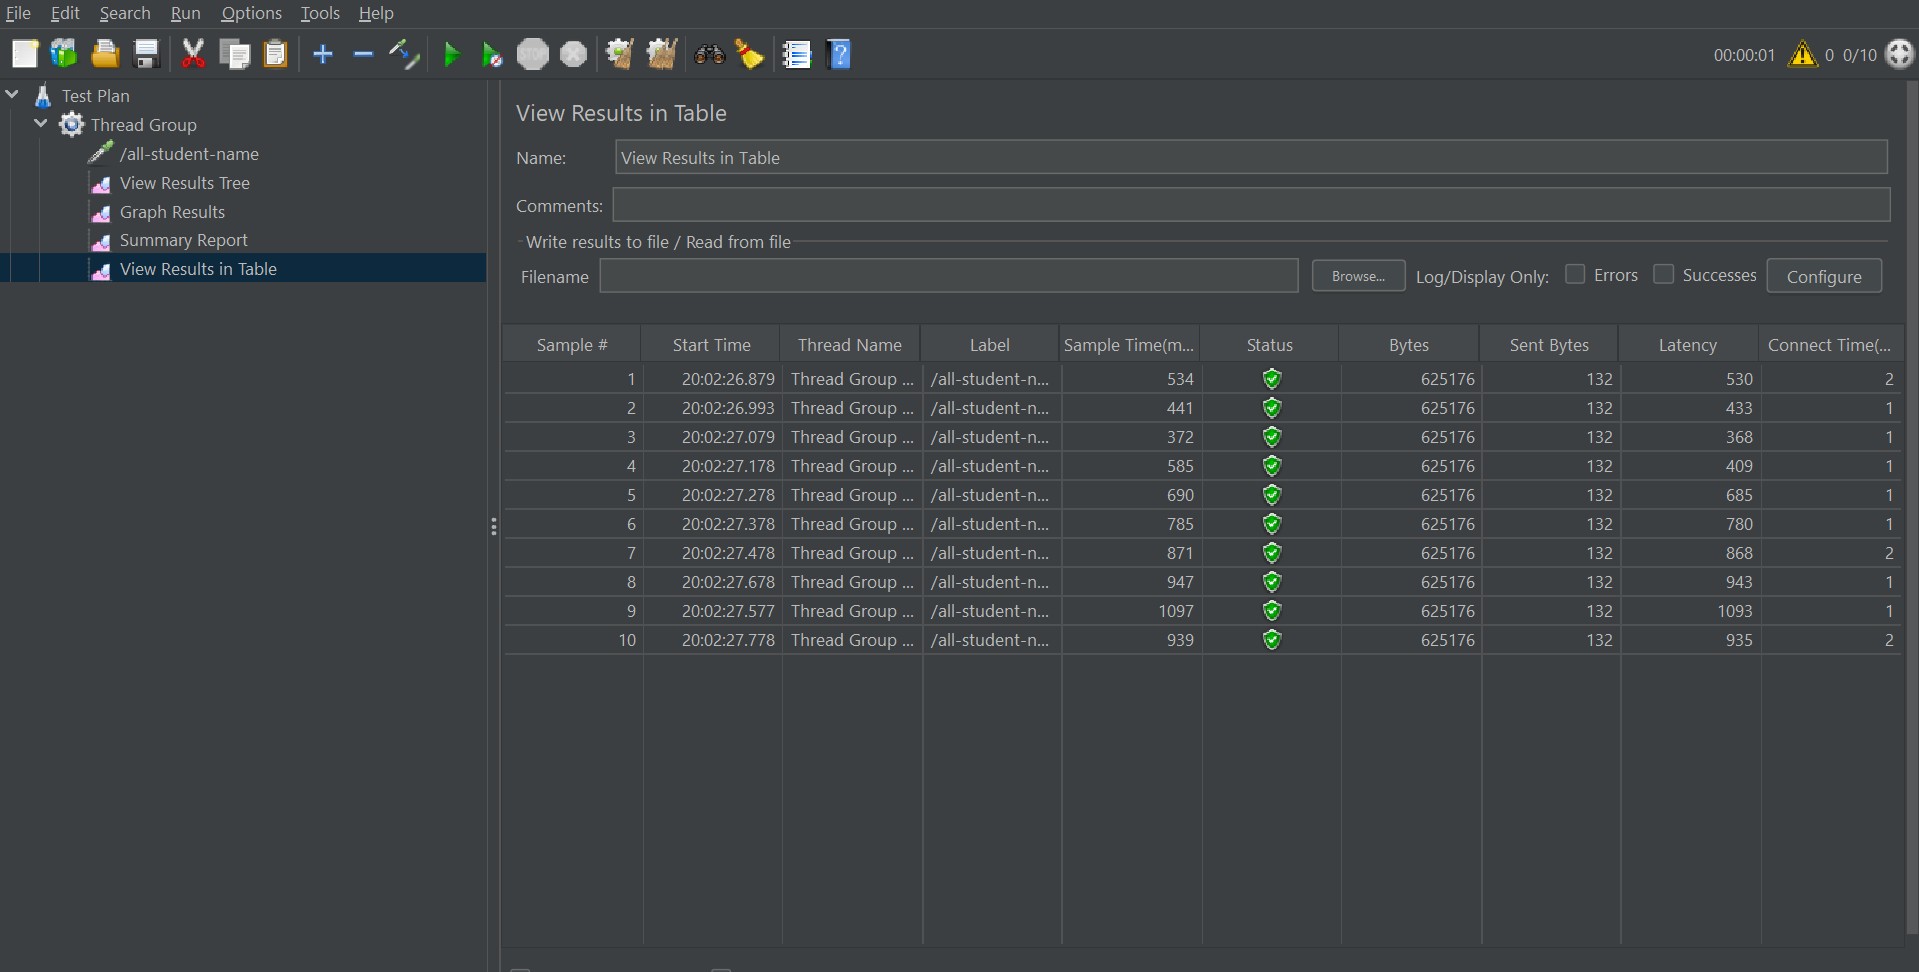 File Edit Search Run Options Tools Help
00:00:01 0 0/10
Test Plan
Thread Group
/all-student-name
View Results Tree
Graph Results
Summary Report
View Results in Table
View Results in Table
Name: View Results in Table
Comments:
Write results to file / Read from file
Filename Browse... Log/Display Only: Errors Successes Configure
Sample # Start Time Thread Name Label Sample Time(m... Status Bytes Sent Bytes Latency Connect Time(...
1 20:02:26.879 Thread Group ... /all-student-n... 534 625176 132 530 2
2 20:02:26.993 Thread Group ... /all-student-n... 441 625176 132 433 1
3 20:02:27.079 Thread Group ... /all-student-n... 372 625176 132 368 1
4 20:02:27.178 Thread Group ... /all-student-n... 585 625176 132 409 1
5 20:02:27.278 Thread Group ... /all-student-n... 690 625176 132 685 1
6 20:02:27.378 Thread Group ... /all-student-n... 785 625176 132 780 1
7 20:02:27.478 Thread Group ... /all-student-n... 871 625176 132 868 2
8 20:02:27.678 Thread Group ... /all-student-n... 947 625176 132 943 1
9 20:02:27.577 Thread Group ... /all-student-n... 1097 625176 132 1093 1
10 20:02:27.778 Thread Group ... /all-student-n... 939 625176 132 935 2